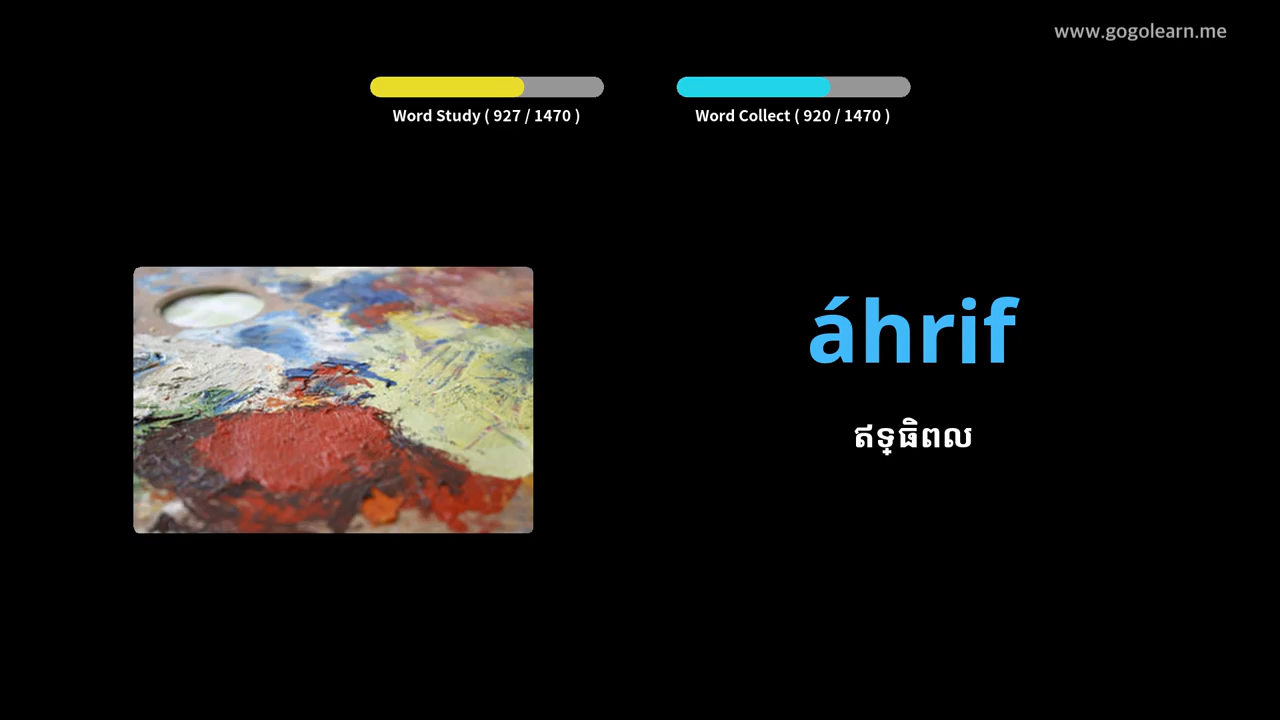 www.gogolearn.me
Word Study ( 927 / 1470 )
Word Collect ( 920 / 1470 )
áhrif
ឥទ្ធិពល